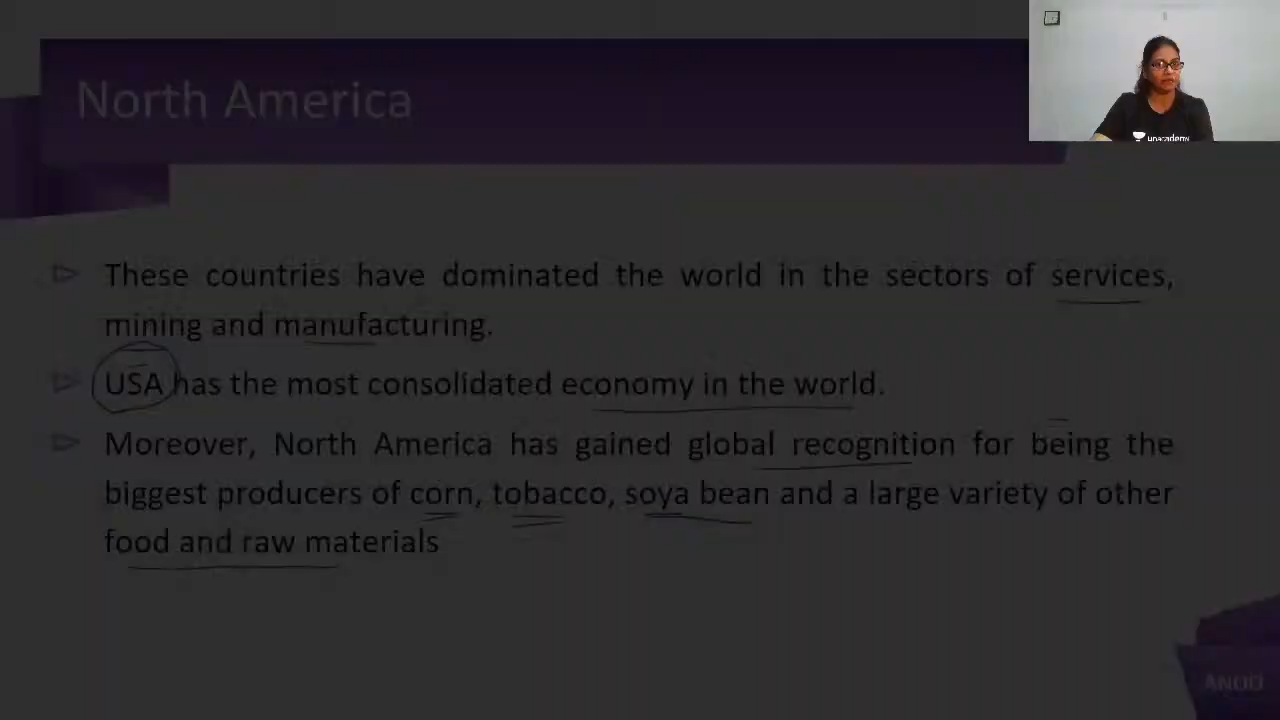 North America
unacademy
These countries have dominated the world in the sectors of services,
mining and manufacturing.
USA has the most consolidated economy in the world.
Moreover, North America has gained global recognition for being the
biggest producers of corn, tobacco, soya bean and a large variety of other
food and raw materials
ANOO